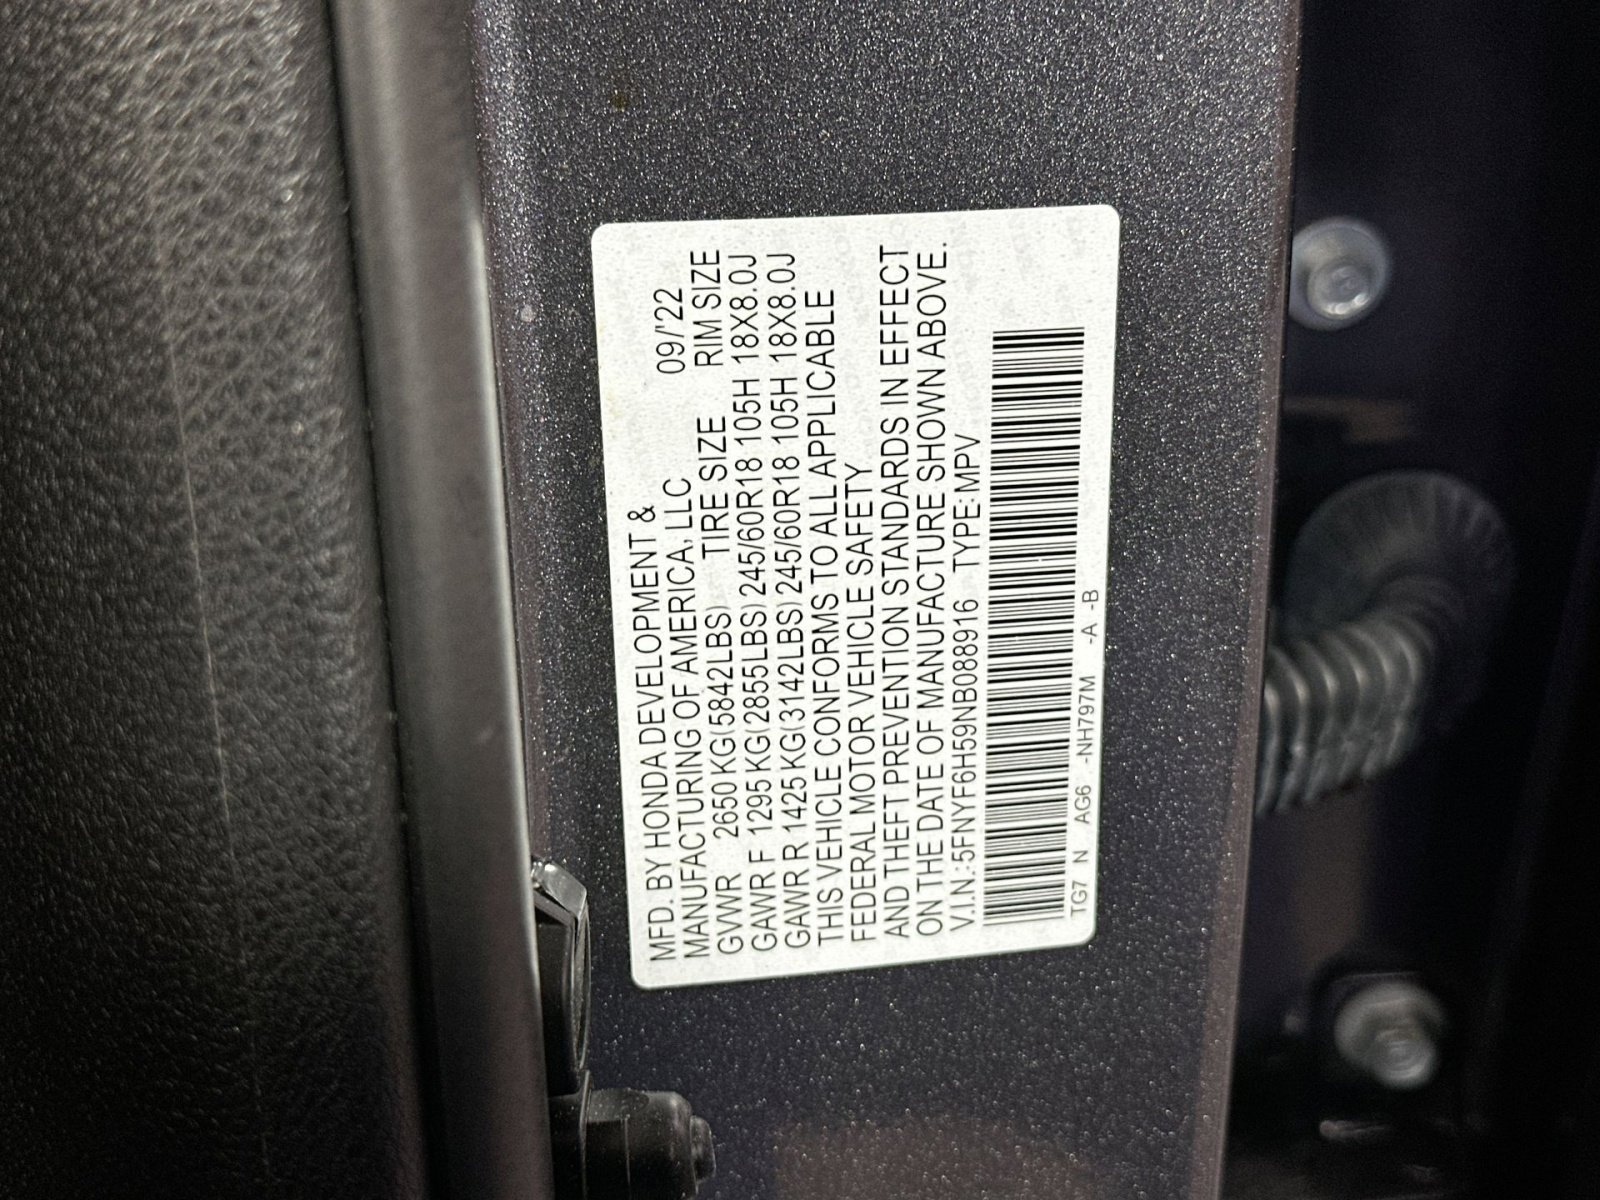 MFD. BY HONDA DEVELOPMENT &
MANUFACTURING OF AMERICA, LLC 09/'22
GVWR 2650 KG(5842LBS) TIRE SIZE RIM SIZE
GAWR F 1295 KG(2855LBS) 245/60R18 105H 18X8.0J
GAWR R 1425 KG(3142LBS) 245/60R18 105H 18X8.0J
THIS VEHICLE CONFORMS TO ALL APPLICABLE
FEDERAL MOTOR VEHICLE SAFETY
AND THEFT PREVENTION STANDARDS IN EFFECT
ON THE DATE OF MANUFACTURE SHOWN ABOVE.
V.I.N.:5FNYF6H59NB088916 TYPE:MPV
TG7 N AG6 -NH797M -A -B